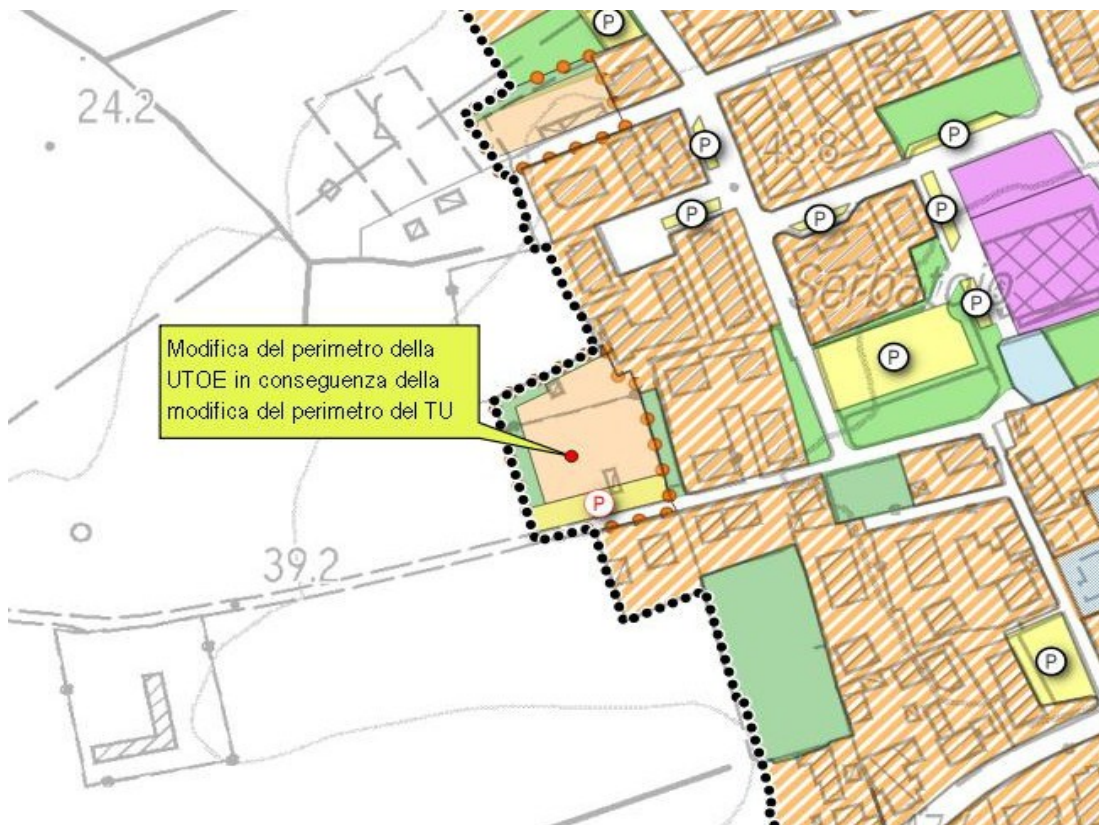 P
24.2
43.8
P
P
P
P
P
Serbatoio
P
P
Modifica del perimetro della
UTOE in conseguenza della
modifica del perimetro del TU
P
39.2
P